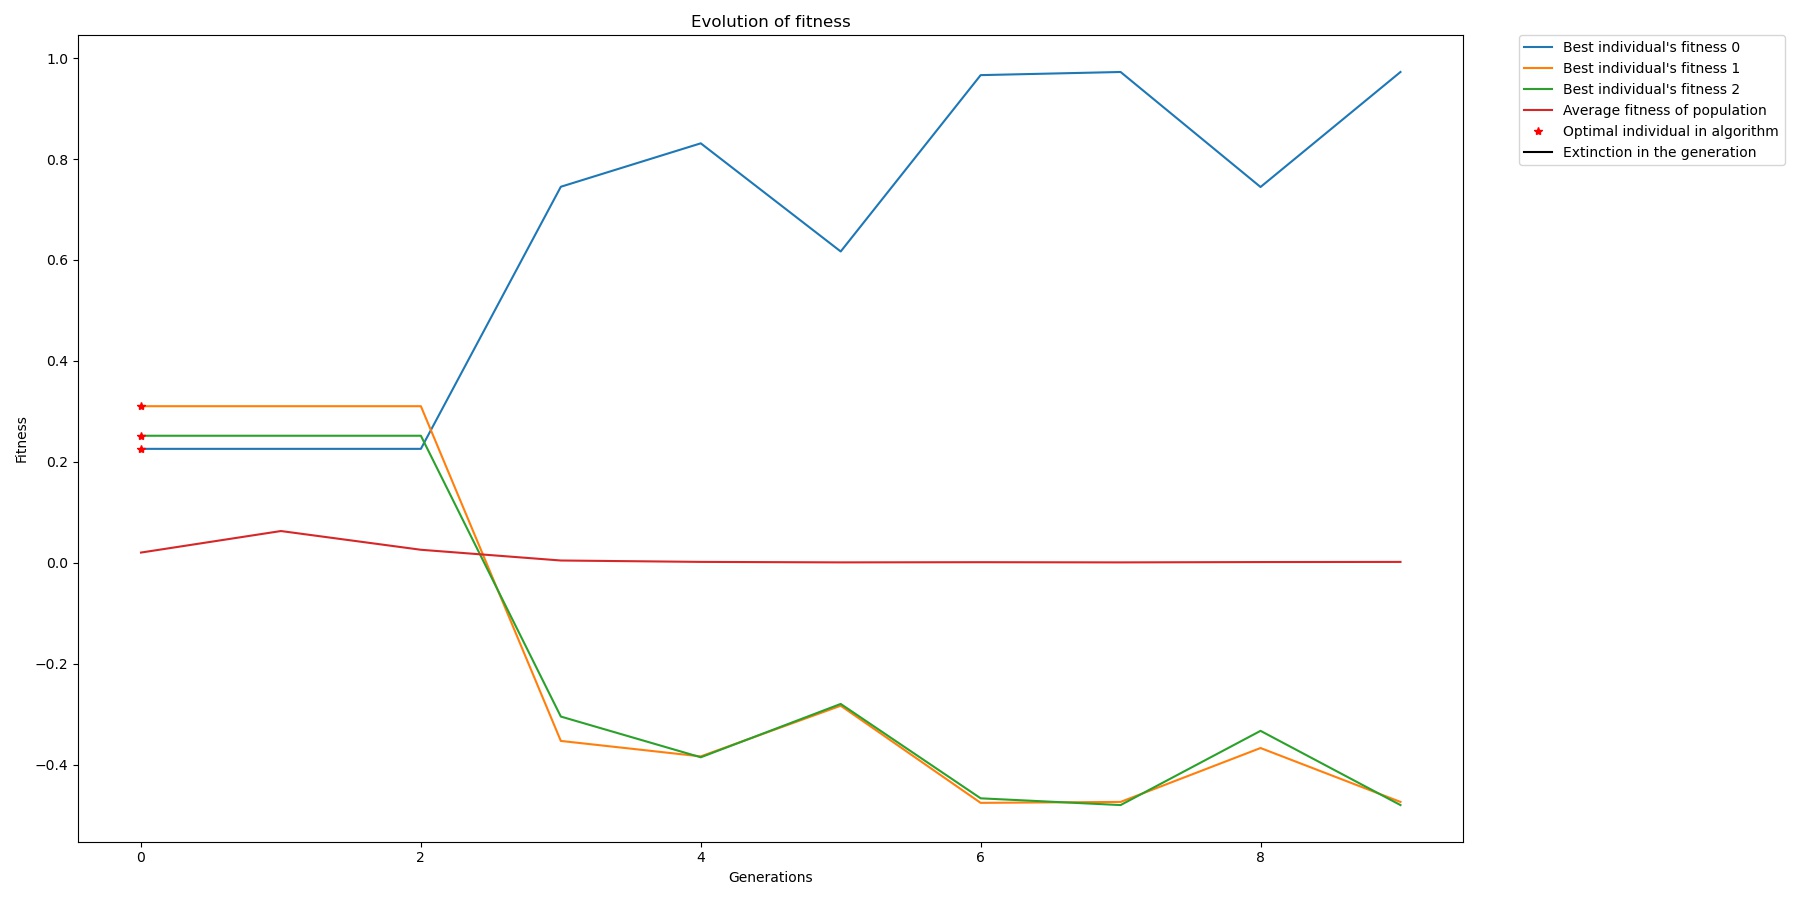 Evolution of fitness
Best individual's fitness 0
Best individual's fitness 1
Best individual's fitness 2
Average fitness of population
Optimal individual in algorithm
Extinction in the generation
Fitness
1.0
0.8
0.6
0.4
0.2
0.0
−0.2
−0.4
0 2 4 6 8
Generations